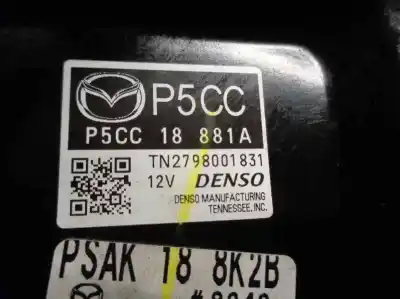 P5CC
P5CC 18 881A
TN2798001831
12V DENSO
DENSO MANUFACTURING
TENNESSEE, INC.
PSAK 18 8K2B